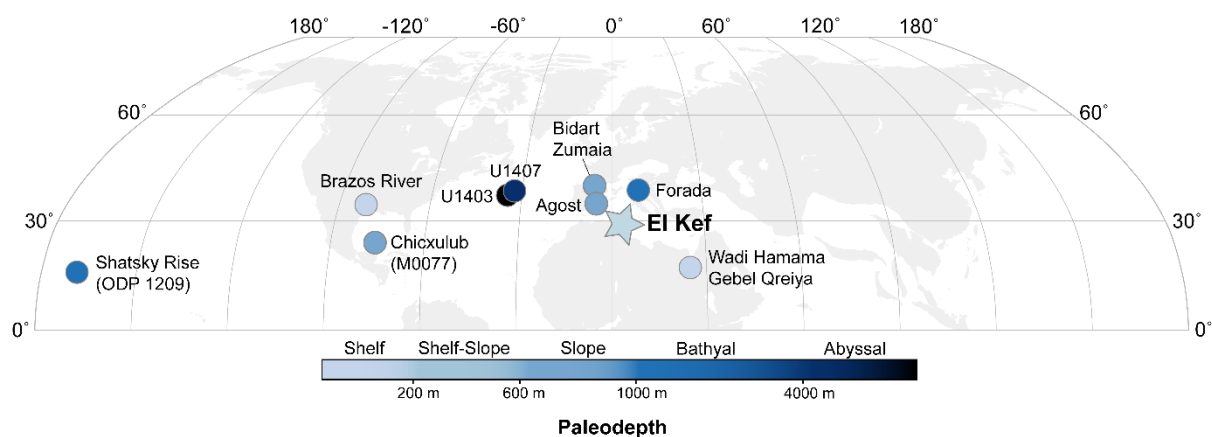 180° -120° -60° 0° 60° 120° 180°
60° 60°
Bidart
Zumaia
U1407
Brazos River
U1403
Forada
Agost
El Kef
30° 30°
Chicxulub
(M0077)
Wadi Hamama
Gebel Qreiya
Shatsky Rise
(ODP 1209)
0° 0°
Shelf Shelf-Slope Slope Bathyal Abyssal
200 m 600 m 1000 m 4000 m
Paleodepth